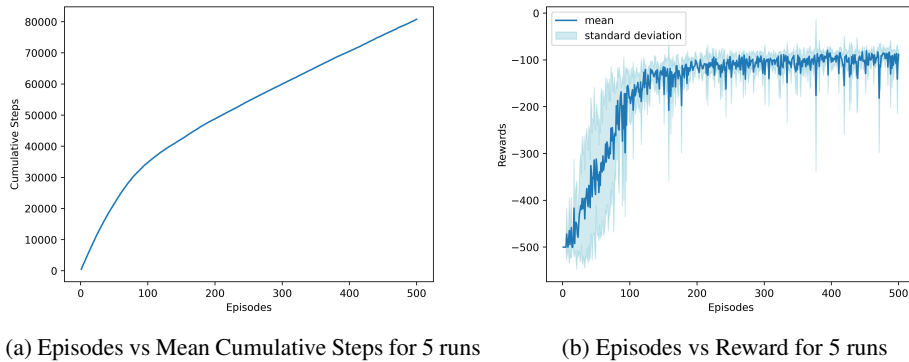 80000
70000
60000
50000
40000
30000
20000
10000
0
Cumulative Steps
0 100 200 300 400 500
Episodes
(a) Episodes vs Mean Cumulative Steps for 5 runs
mean
standard deviation
0
−100
−200
−300
−400
−500
Rewards
0 100 200 300 400 500
Episodes
(b) Episodes vs Reward for 5 runs